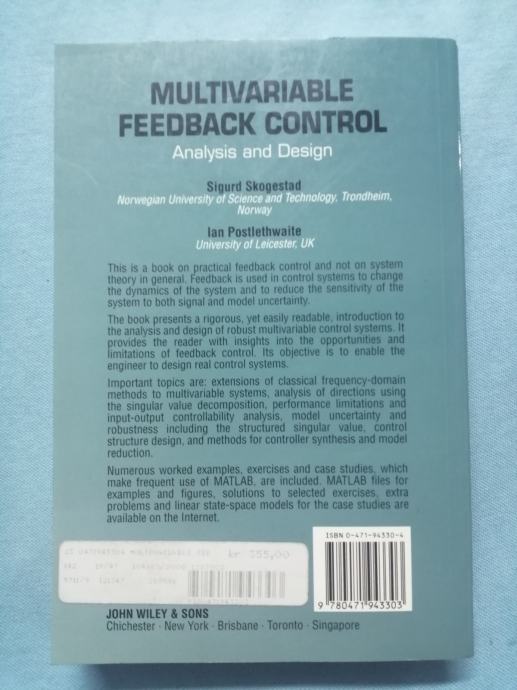 MULTIVARIABLE
FEEDBACK CONTROL
Analysis and Design
Sigurd Skogestad
Norwegian University of Science and Technology, Trondheim,
Norway
Ian Postlethwaite
University of Leicester, UK
This is a book on practical feedback control and not on system
theory in general. Feedback is used in control systems to change
the dynamics of the system and to reduce the sensitivity of the
system to both signal and model uncertainty.
The book presents a rigorous, yet easily readable, introduction to
the analysis and design of robust multivariable control systems. It
provides the reader with insights into the opportunities and
limitations of feedback control. Its objective is to enable the
engineer to design real control systems.
Important topics are: extensions of classical frequency-domain
methods to multivariable systems, analysis of directions using
the singular value decomposition, performance limitations and
input-output controllability analysis, model uncertainty and
robustness including the structured singular value, control
structure design, and methods for controller synthesis and model
reduction.
Numerous worked examples, exercises and case studies, which
make frequent use of MATLAB, are included. MATLAB files for
examples and figures, solutions to selected exercises, extra
problems and linear state-space models for the case studies are
available on the Internet.
kr 355,00
ISBN 0-471-94330-4
9 780471 943303
JOHN WILEY & SONS
Chichester · New York · Brisbane · Toronto · Singapore